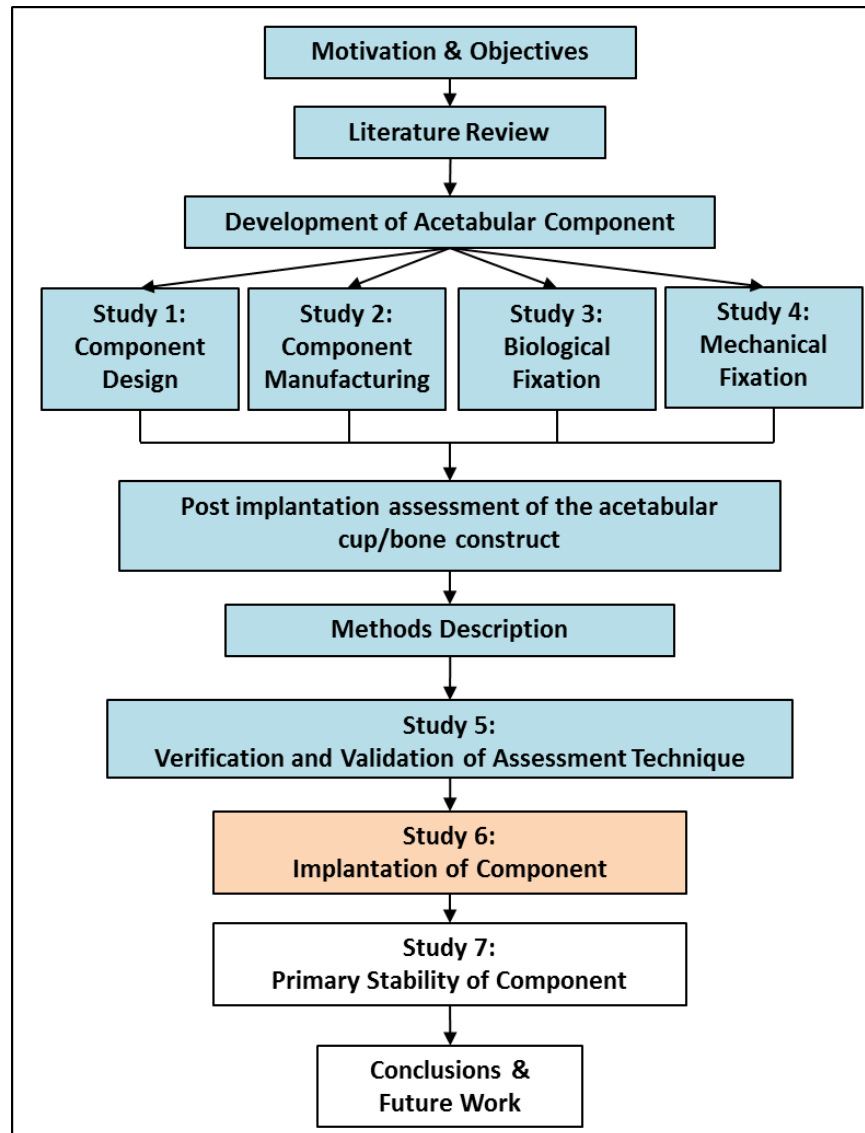 Motivation & Objectives
Literature Review
Development of Acetabular Component
Study 1:
Component
Design
Study 2:
Component
Manufacturing
Study 3:
Biological
Fixation
Study 4:
Mechanical
Fixation
Post implantation assessment of the acetabular
cup/bone construct
Methods Description
Study 5:
Verification and Validation of Assessment Technique
Study 6:
Implantation of Component
Study 7:
Primary Stability of Component
Conclusions &
Future Work